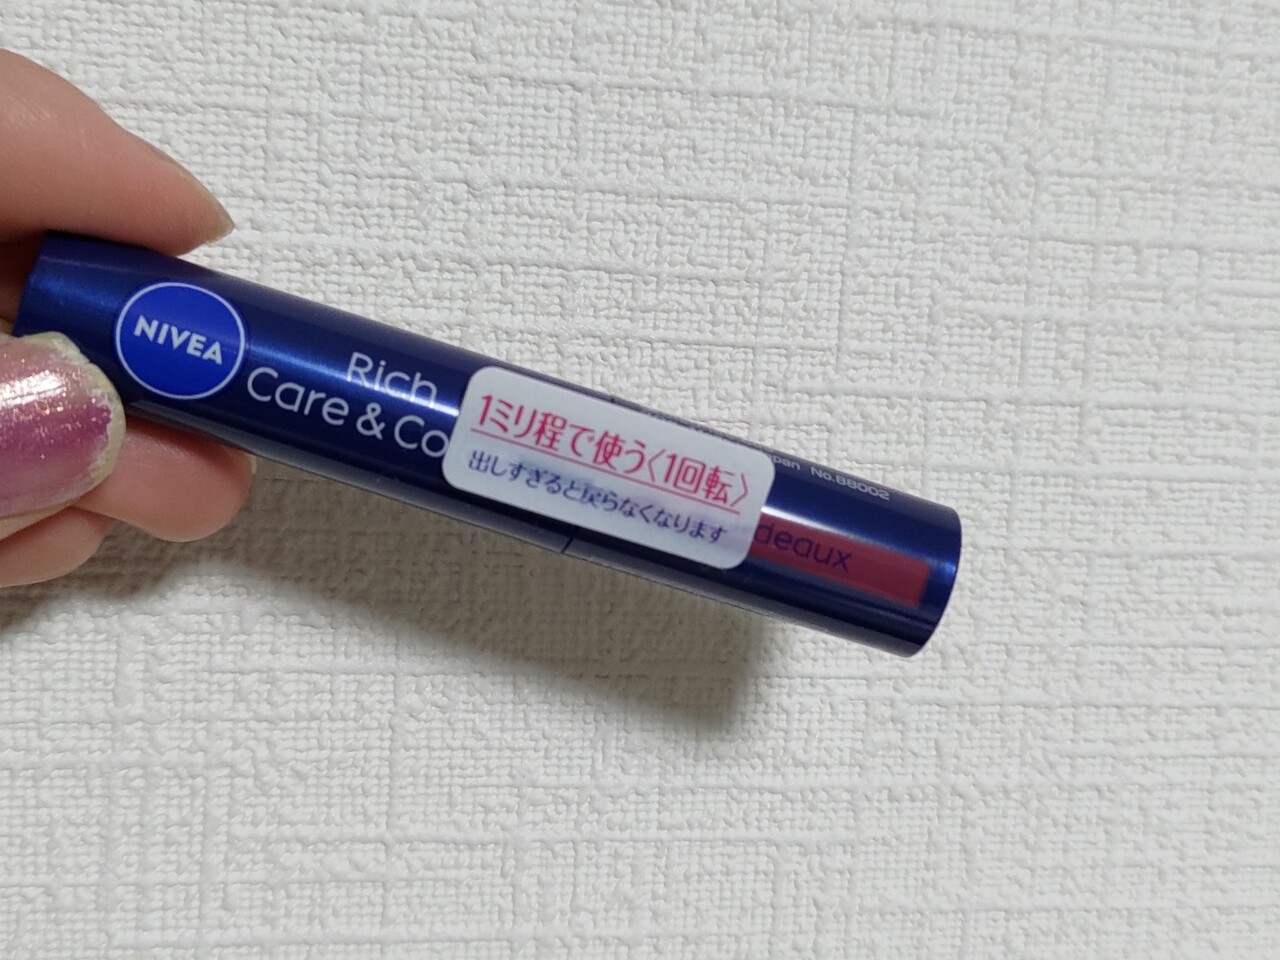 NIVEA
Rich
Care & Co
1ミリ程で使う〈1回転〉
出しすぎると戻らなくなります
pan No.88002
deaux